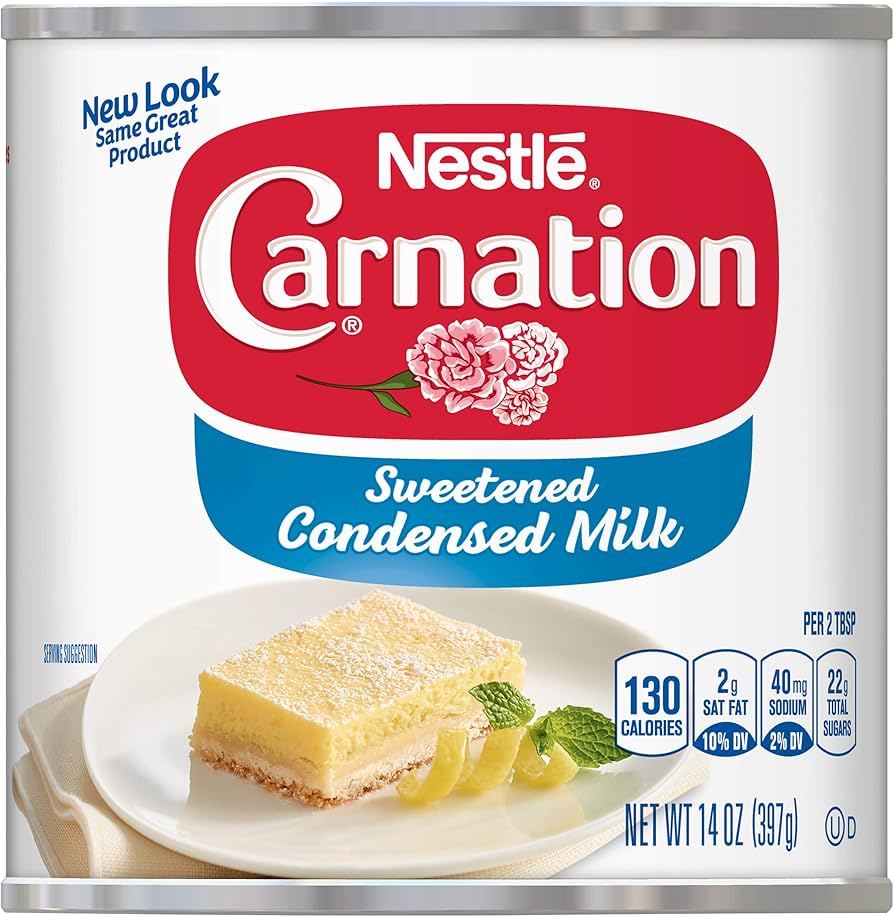 New Look
Same Great
Product
Nestlé®
Carnation®
Sweetened
Condensed Milk
SERVING SUGGESTION
PER 2 TBSP
130
CALORIES
2g
SAT FAT
10% DV
40mg
SODIUM
2% DV
22g
TOTAL
SUGARS
NET WT 14 OZ (397g)
U D